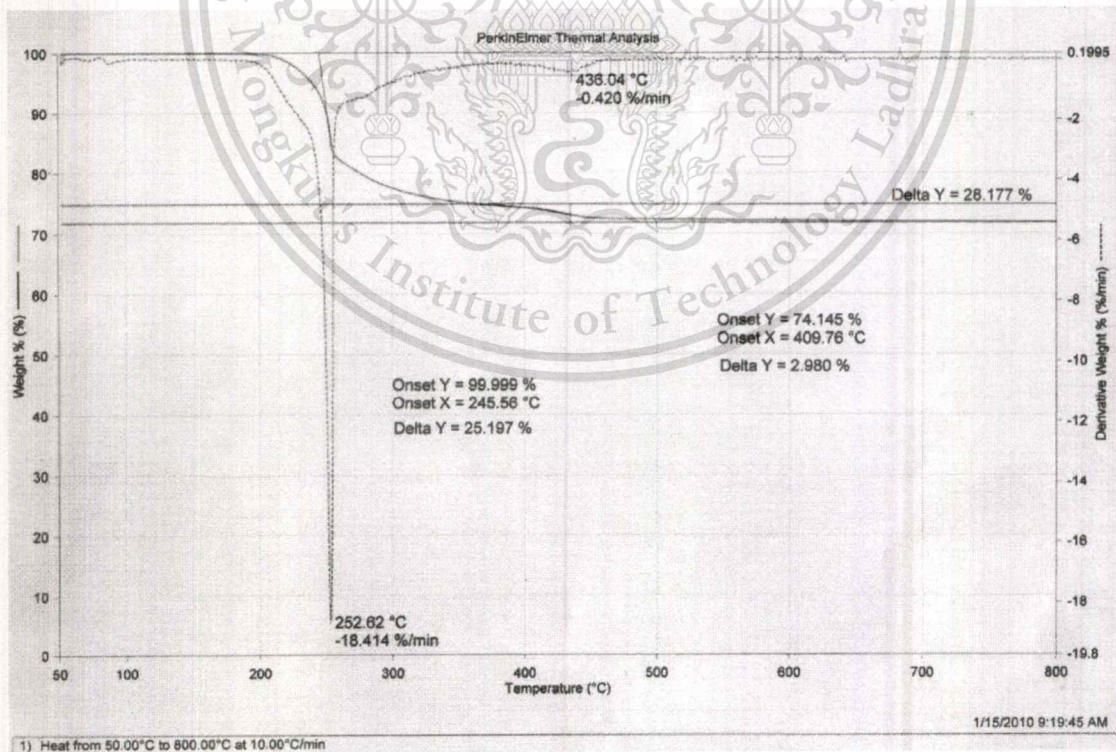 PerkinElmer Thermal Analysis
Mongkut's Institute of Technology Ladkra
100
90
80
70
60
50
40
30
20
10
0
Weight % (%)
0.1995
-2
-4
-6
-8
-10
-12
-14
-16
-18
-19.8
Derivative Weight % (%/min)
438.04 °C
-0.420 %/min
Delta Y = 28.177 %
Onset Y = 74.145 %
Onset X = 409.76 °C
Delta Y = 2.980 %
Onset Y = 99.999 %
Onset X = 245.56 °C
Delta Y = 25.197 %
252.62 °C
-18.414 %/min
50 100 200 300 400 500 600 700 800
Temperature (°C)
1/15/2010 9:19:45 AM
1) Heat from 50.00°C to 800.00°C at 10.00°C/min